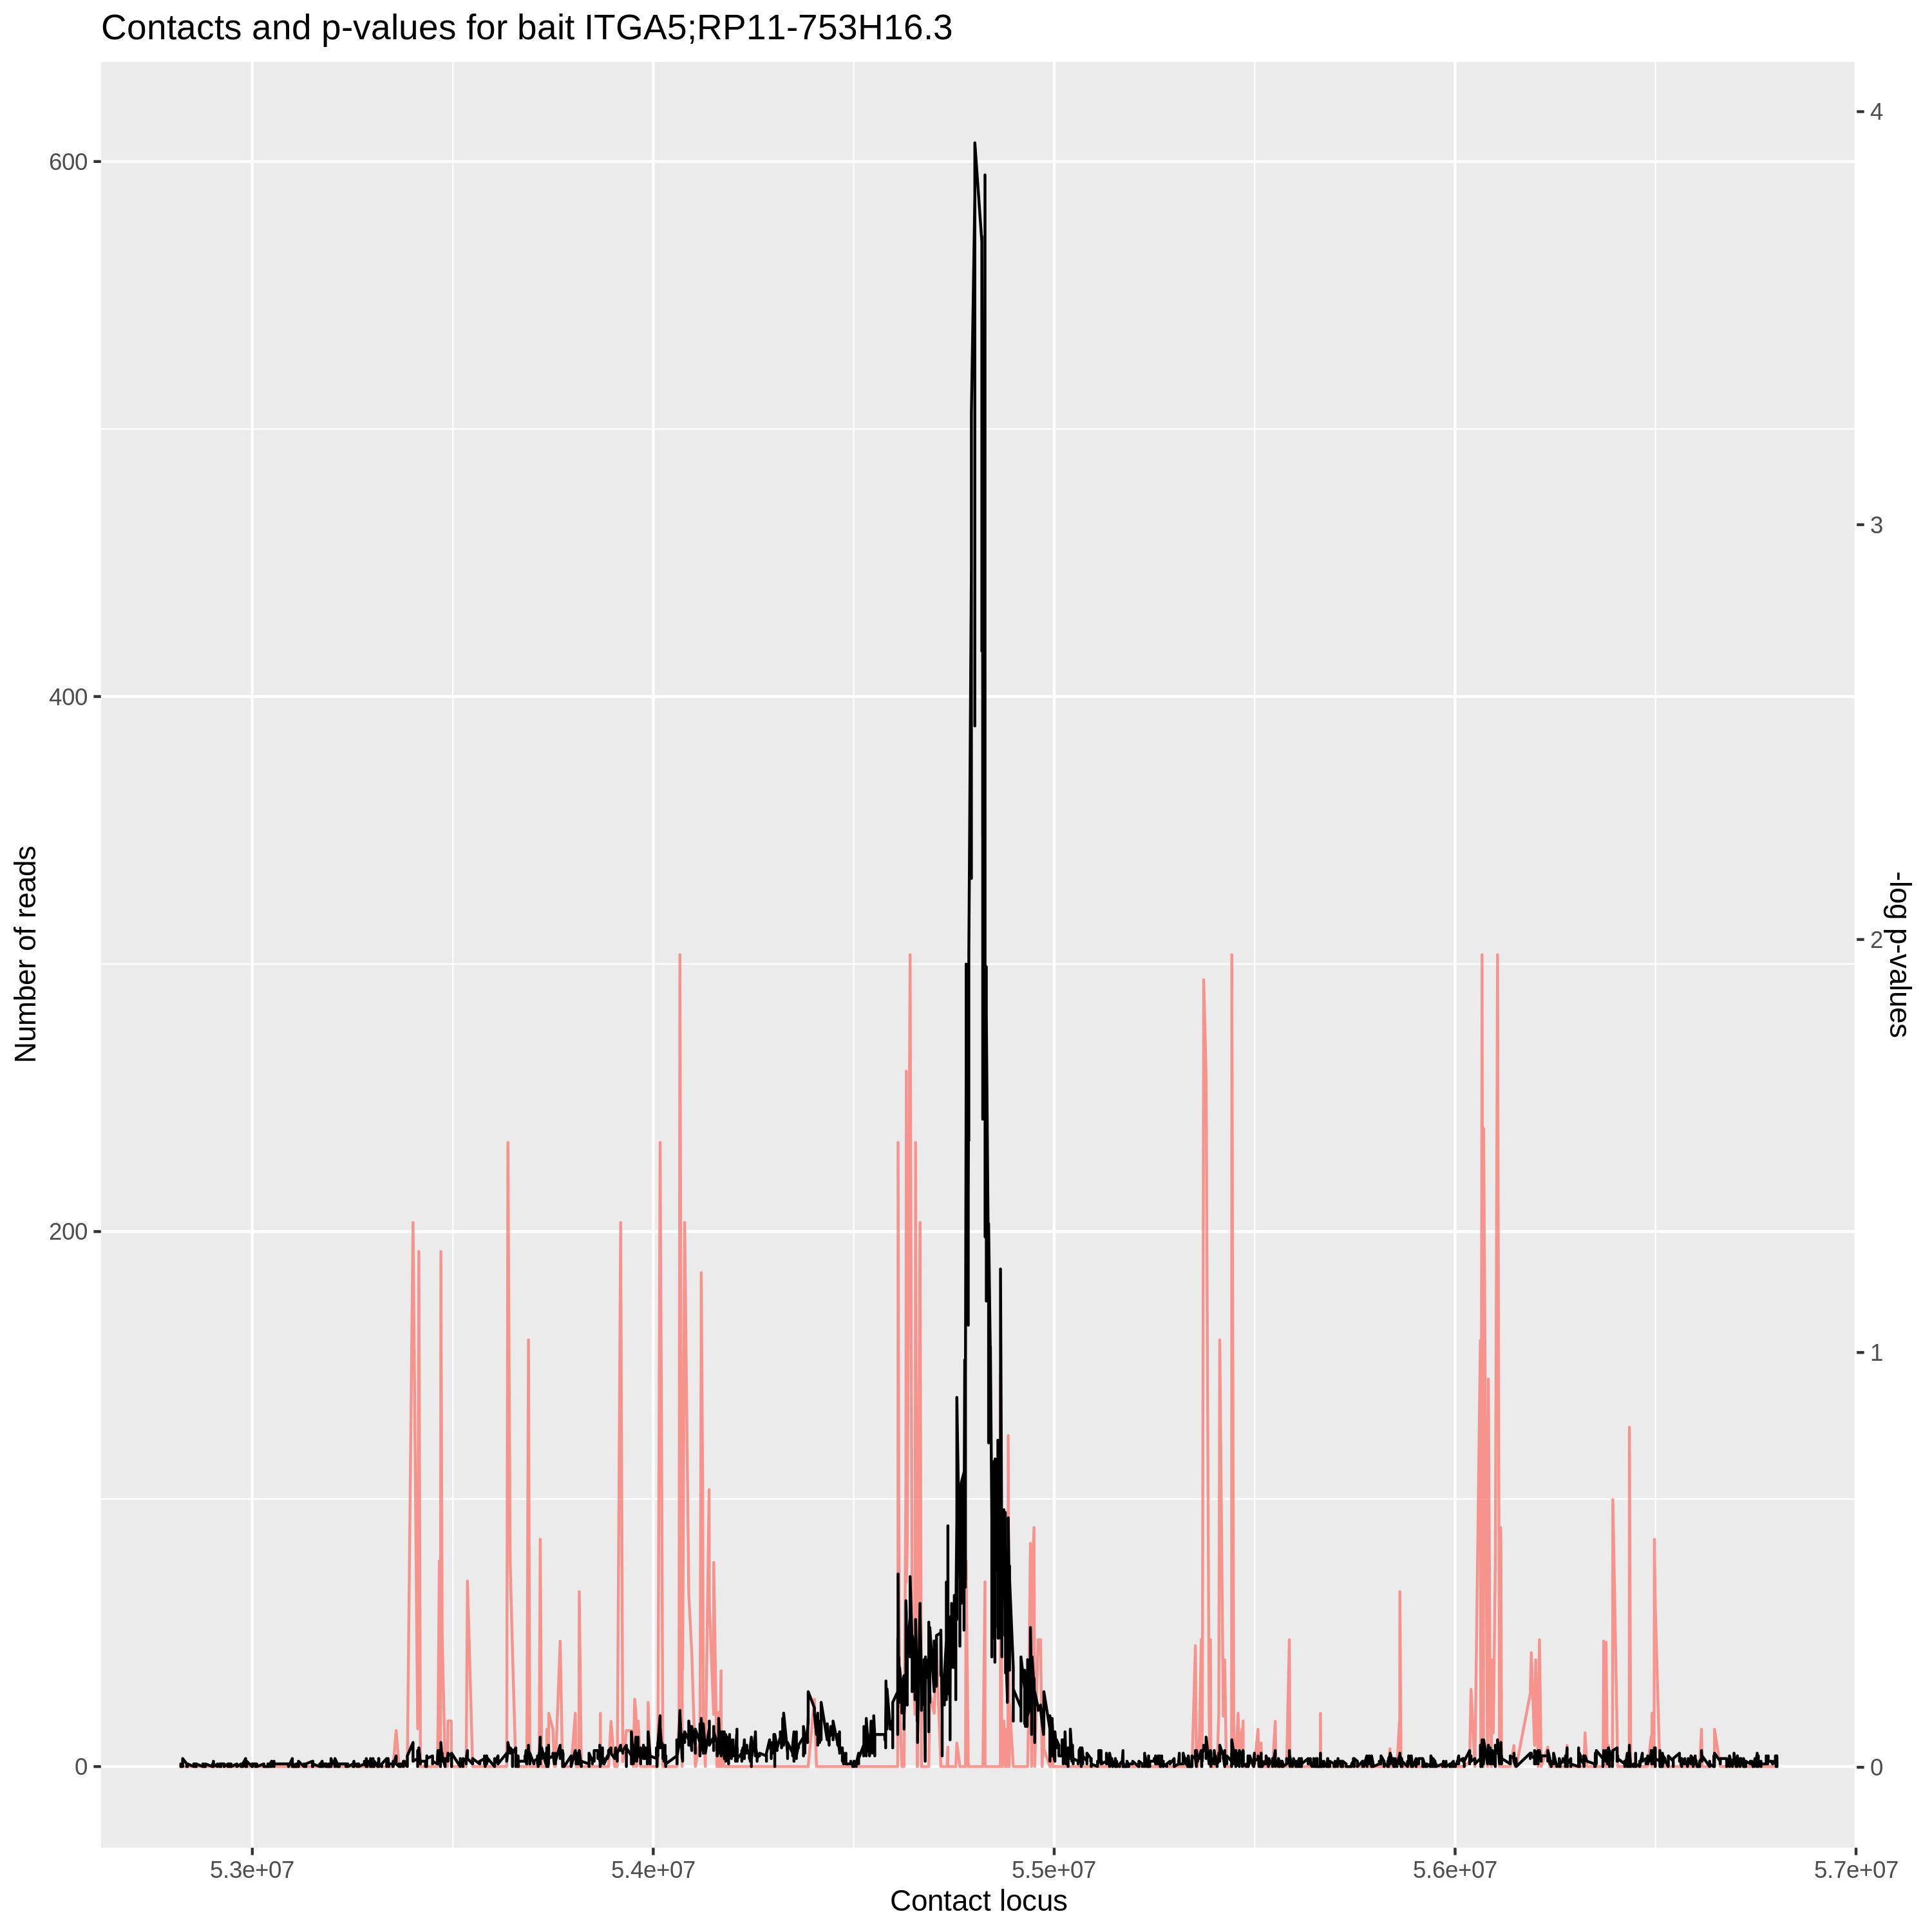 Contacts and p-values for bait ITGA5;RP11-753H16.3
600
400
200
0
Number of reads
4
3
2
1
0
-log p-values
5.3e+07
5.4e+07
5.5e+07
5.6e+07
5.7e+07
Contact locus